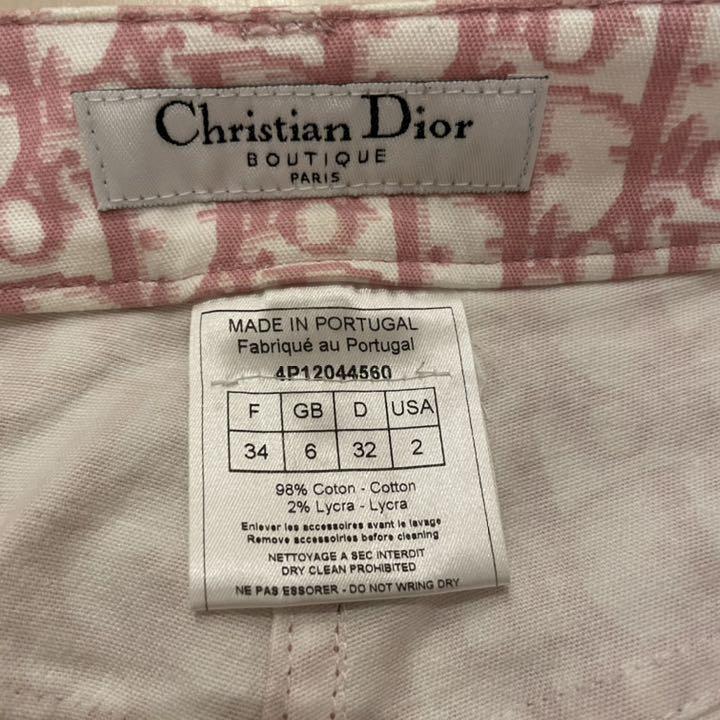 Christian Dior
BOUTIQUE
PARIS
MADE IN PORTUGAL
Fabriqué au Portugal
4P12044560
F GB D USA
34 6 32 2
98% Coton - Cotton
2% Lycra - Lycra
Enlever les accessoires avant le lavage
Remove accessoiries before cleaning
NETTOYAGE A SEC INTERDIT
DRY CLEAN PROHIBITED
NE PAS ESSORER - DO NOT WRING DRY